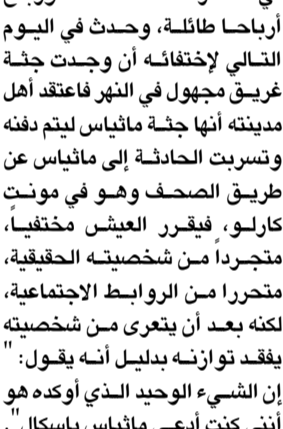 أرباحا طائلة، وحدث في اليوم
التالي لإختفائه أن وجدت جثة
غريق مجهول في النهر فاعتقد أهل
مدينته أنها جثة ماثياس ليتم دفنه
وتسربت الحادثة إلى ماثياس عن
طريق الصحف وهو في مونت
كارلو، فيقرر العيش مختفياً،
متجرداً من شخصيته الحقيقية،
متحررا من الروابط الاجتماعية،
لكنه بعد أن يتعرى من شخصيته
يفقد توازنه بدليل أنه يقول: "
إن الشيء الوحيد الذي أوكده هو
أنني كنت أدعى ماثياس باسكال".